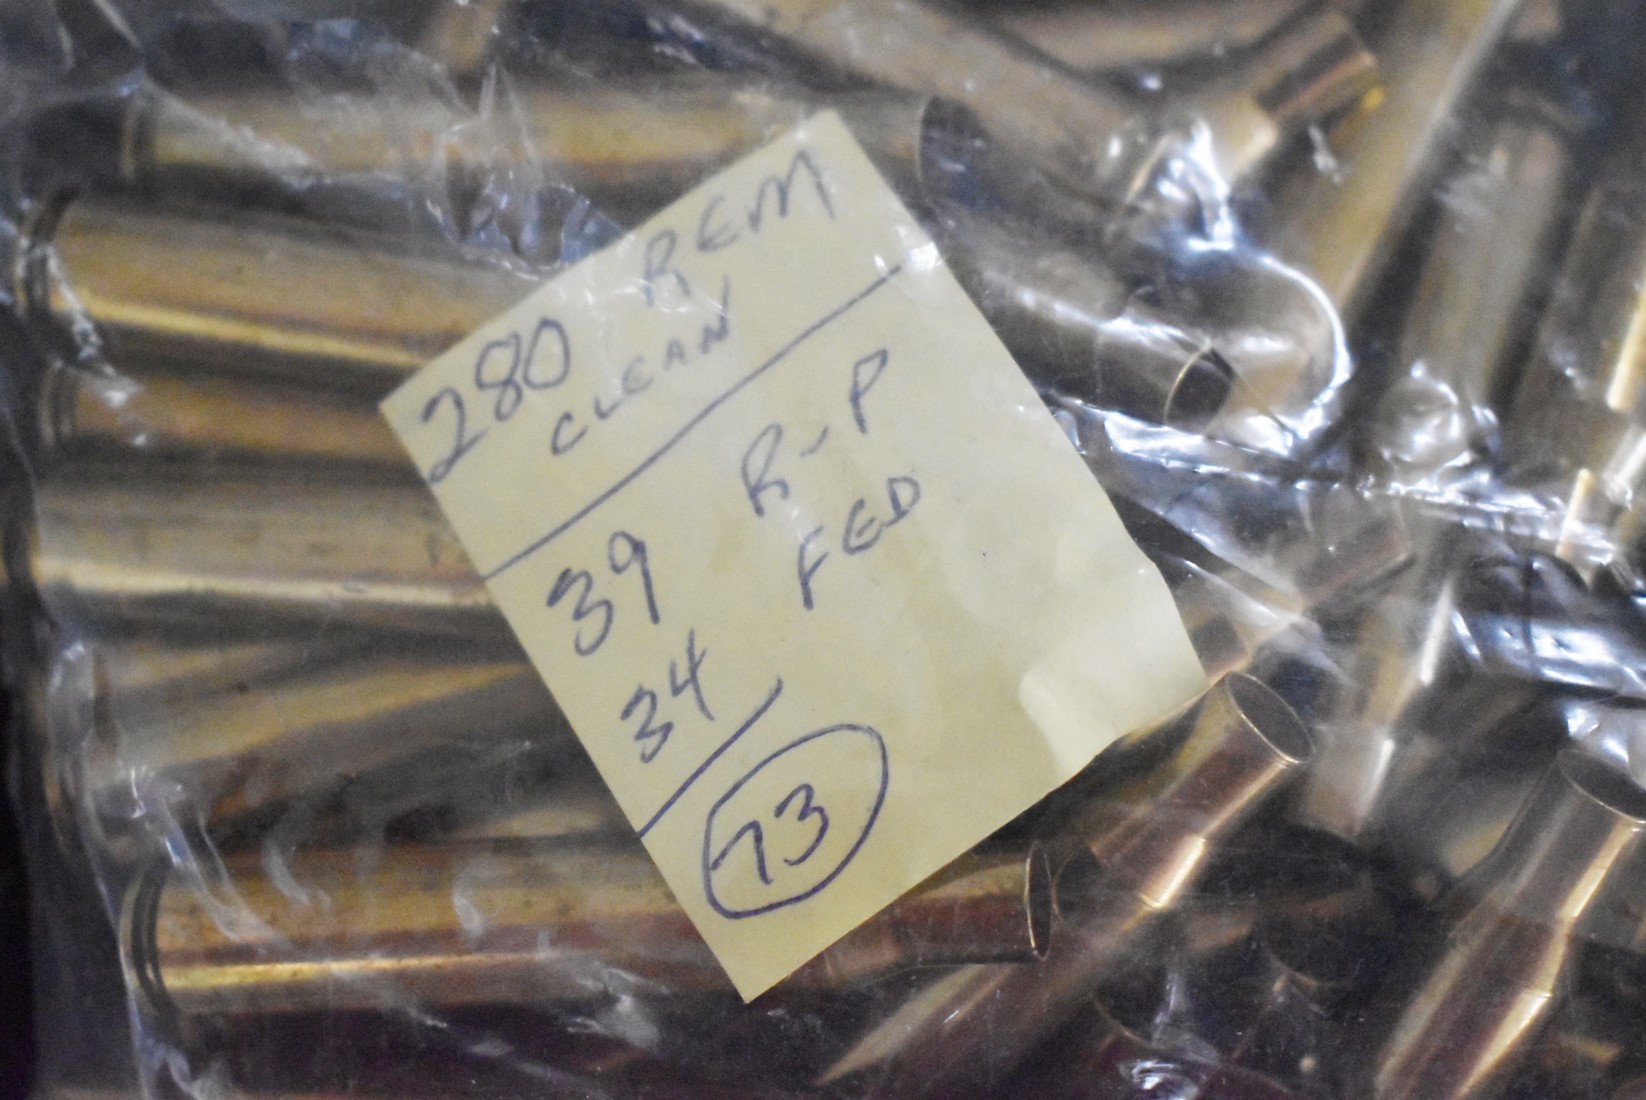 280 REM
CLEAN
39 R-P
34 FED
73